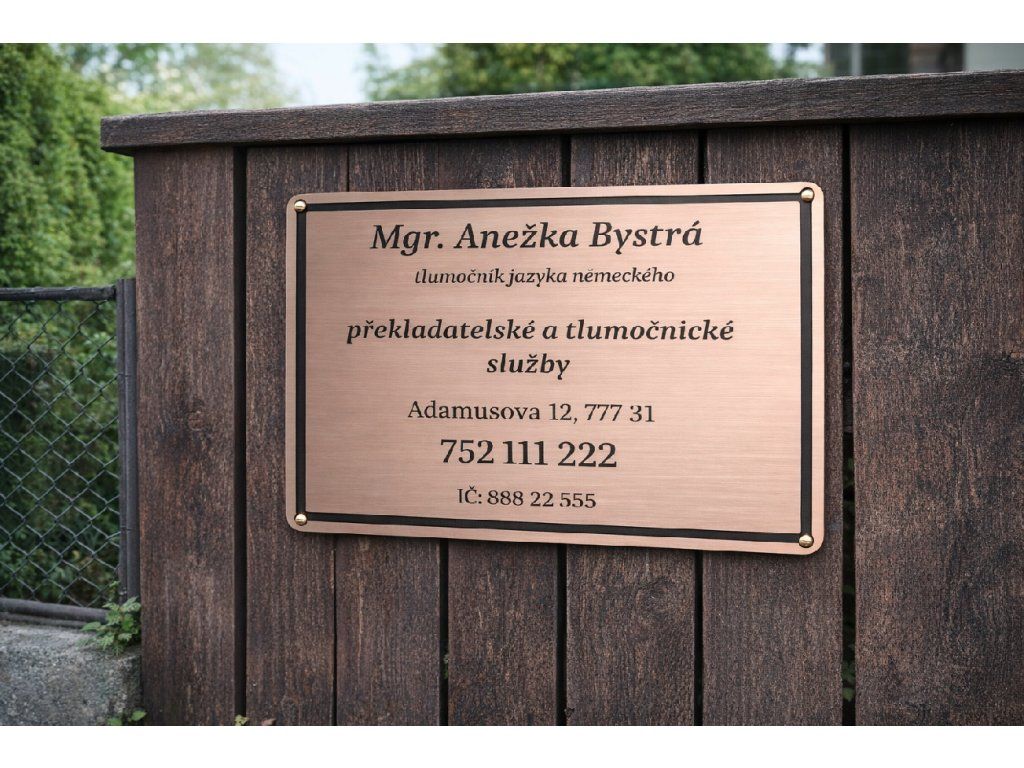 Mgr. Anežka Bystrá
tlumočník jazyka německého
překladatelské a tlumočnické
služby
Adamusova 12, 777 31
752 111 222
IČ: 888 22 555